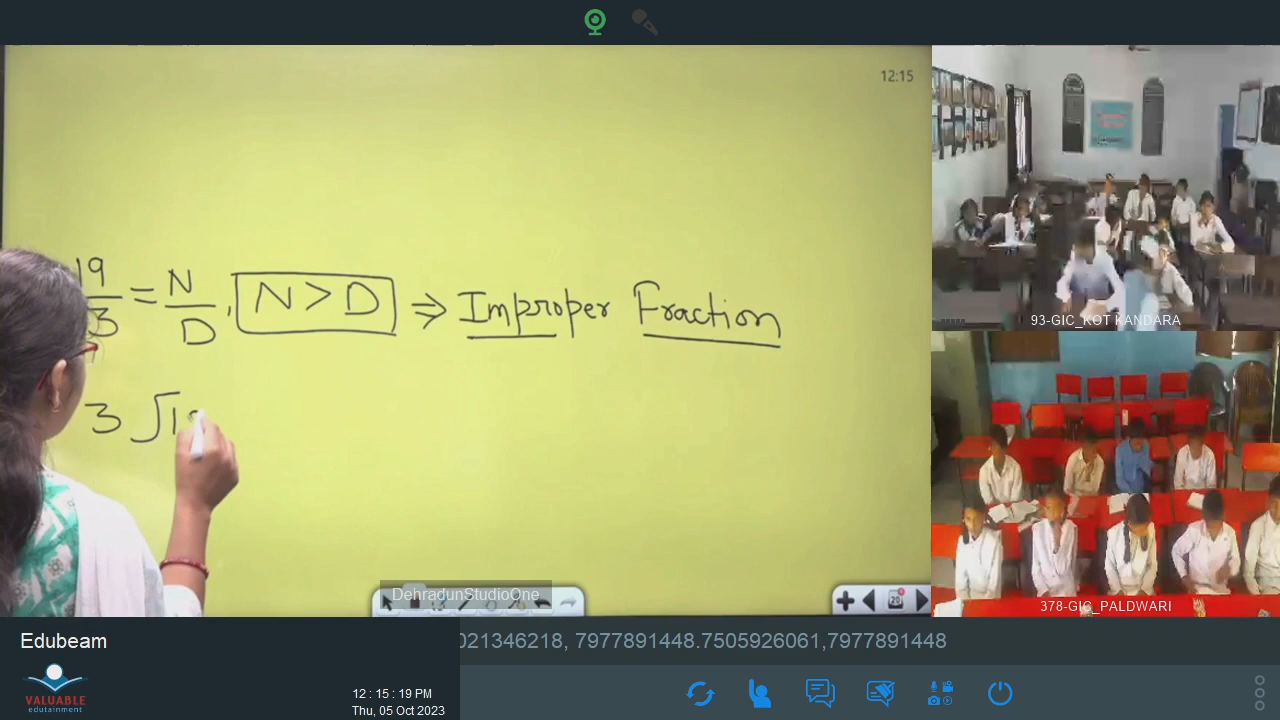 12:15
19/3 = N/D, N > D ⇒ Improper Fraction
3 √1
93-GIC_KOT KANDARA
378-GIC_PALDWARI
DehradunStudioOne
20
Edubeam
021346218, 7977891448.7505926061,7977891448
VALUABLE
edutainment
12 : 15 : 19 PM
Thu, 05 Oct 2023